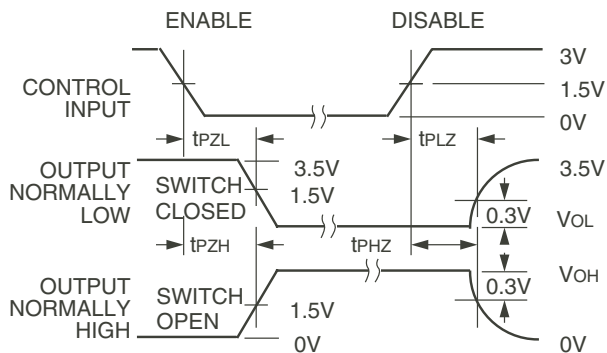 ENABLE DISABLE
3V
CONTROL
INPUT
1.5V
0V
tPZL tPLZ
OUTPUT
NORMALLY
LOW
SWITCH
CLOSED
3.5V
1.5V
3.5V
0.3V
VOL
tPZH tPHZ
OUTPUT
NORMALLY
HIGH
SWITCH
OPEN
1.5V
0V
0.3V
VOH
0V